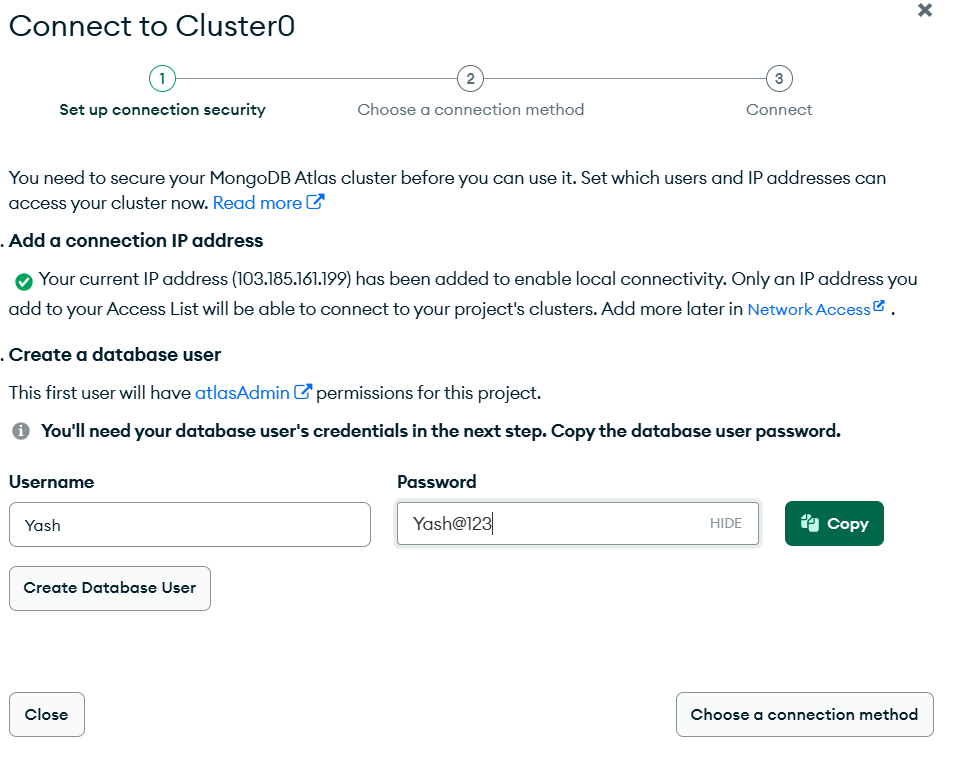 Connect to Cluster0
1
2
3
Set up connection security
Choose a connection method
Connect
You need to secure your MongoDB Atlas cluster before you can use it. Set which users and IP addresses can
access your cluster now. Read more
. Add a connection IP address
Your current IP address (103.185.161.199) has been added to enable local connectivity. Only an IP address you
add to your Access List will be able to connect to your project's clusters. Add more later in Network Access .
. Create a database user
This first user will have atlasAdmin permissions for this project.
You'll need your database user's credentials in the next step. Copy the database user password.
Username
Password
Yash
Yash@123
HIDE
Copy
Create Database User
Close
Choose a connection method